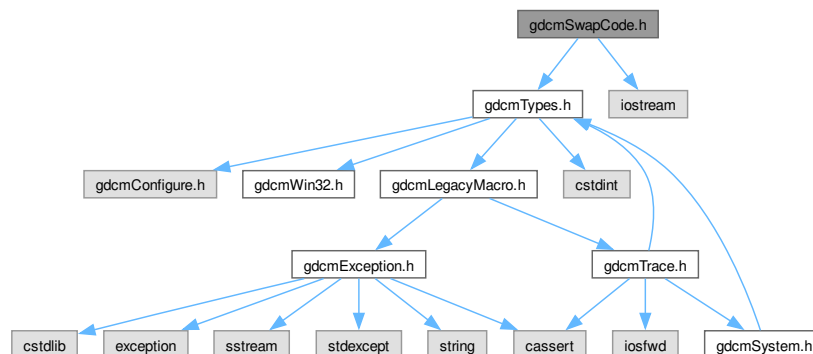 gdcmSwapCode.h
gdcmTypes.h
iostream
gdcmConfigure.h
gdcmWin32.h
gdcmLegacyMacro.h
cstdint
gdcmException.h
gdcmTrace.h
cstdlib
exception
sstream
stdexcept
string
cassert
iosfwd
gdcmSystem.h